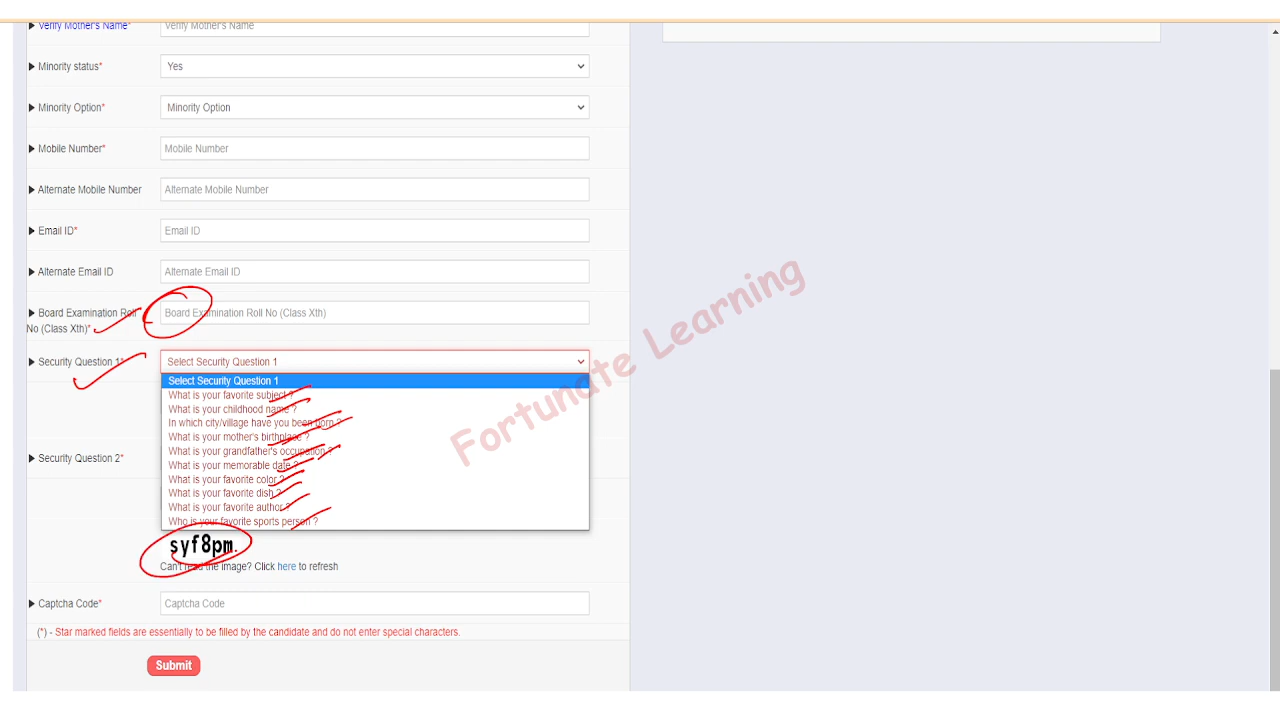 Verify Mother's Name* Verify Mother's Name
Minority status* Yes
Minority Option* Minority Option
Mobile Number* Mobile Number
Alternate Mobile Number Alternate Mobile Number
Email ID* Email ID
Alternate Email ID Alternate Email ID
Board Examination Roll No (Class Xth)* Board Examination Roll No (Class Xth)
Security Question 1* Select Security Question 1
Select Security Question 1
What is your favorite subject ?
What is your childhood name ?
In which city/village have you been born ?
What is your mother's birthplace ?
What is your grandfather's occupation ?
What is your memorable date ?
What is your favorite color ?
Security Question 2*
What is your favorite dish ?
What is your favorite author ?
Who is your favorite sports person ?
syf8pm
Can't read the image? Click here to refresh
Captcha Code* Captcha Code
(*) - Star marked fields are essentially to be filled by the candidate and do not enter special characters.
Submit
Fortunate Learning